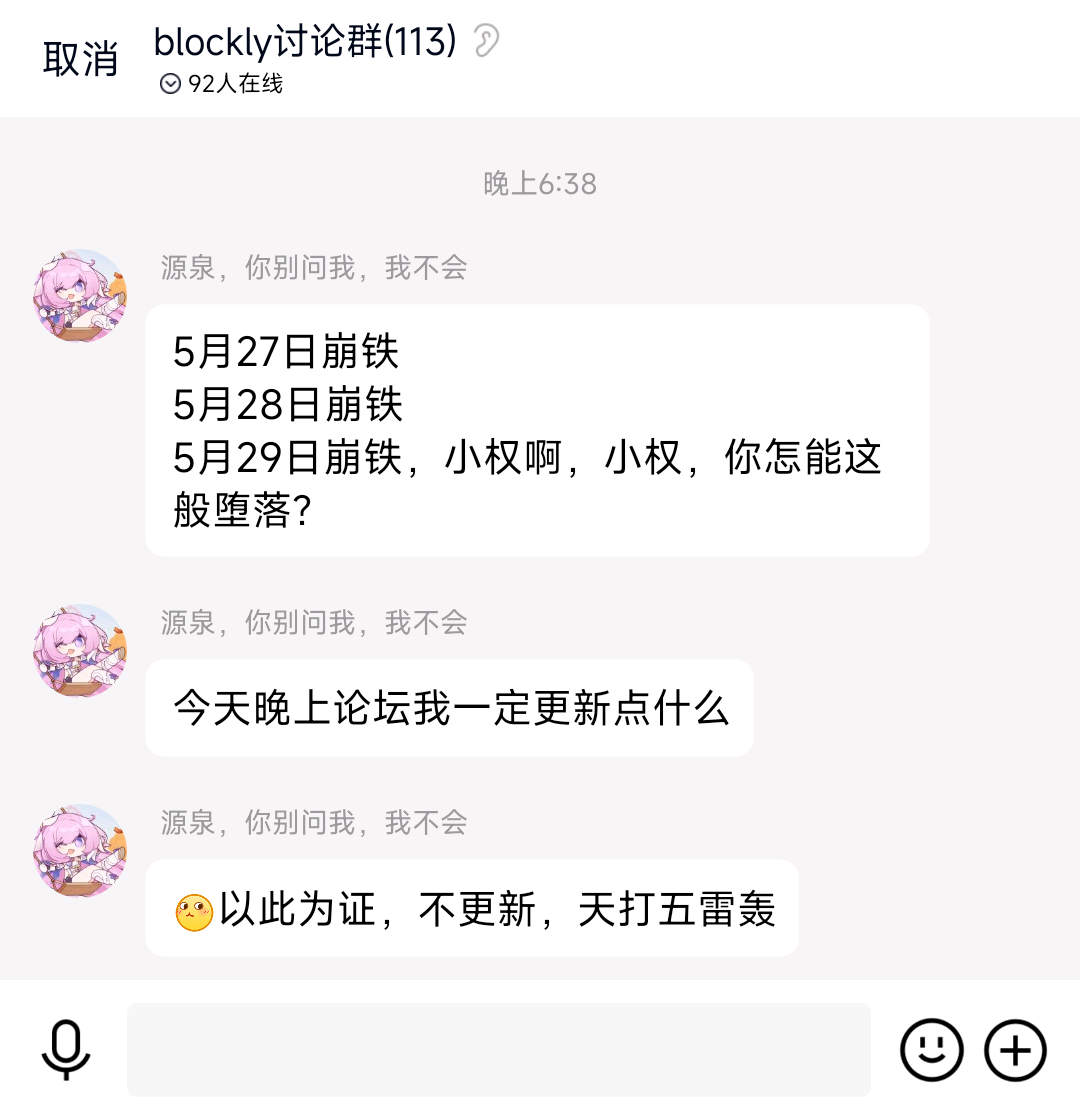 取消
blockly讨论群(113)
92人在线
晚上6:38
源泉，你别问我，我不会
5月27日崩铁
5月28日崩铁
5月29日崩铁，小权啊，小权，你怎能这
般堕落？
源泉，你别问我，我不会
今天晚上论坛我一定更新点什么
源泉，你别问我，我不会
以此为证，不更新，天打五雷轰